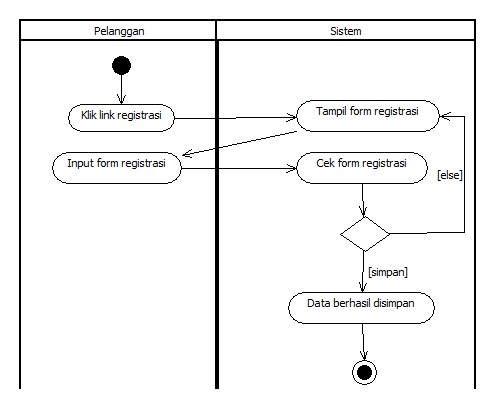 Pelanggan
Sistem
Klik link registrasi
Tampil form registrasi
Input form registrasi
Cek form registrasi
[else]
[simpan]
Data berhasil disimpan